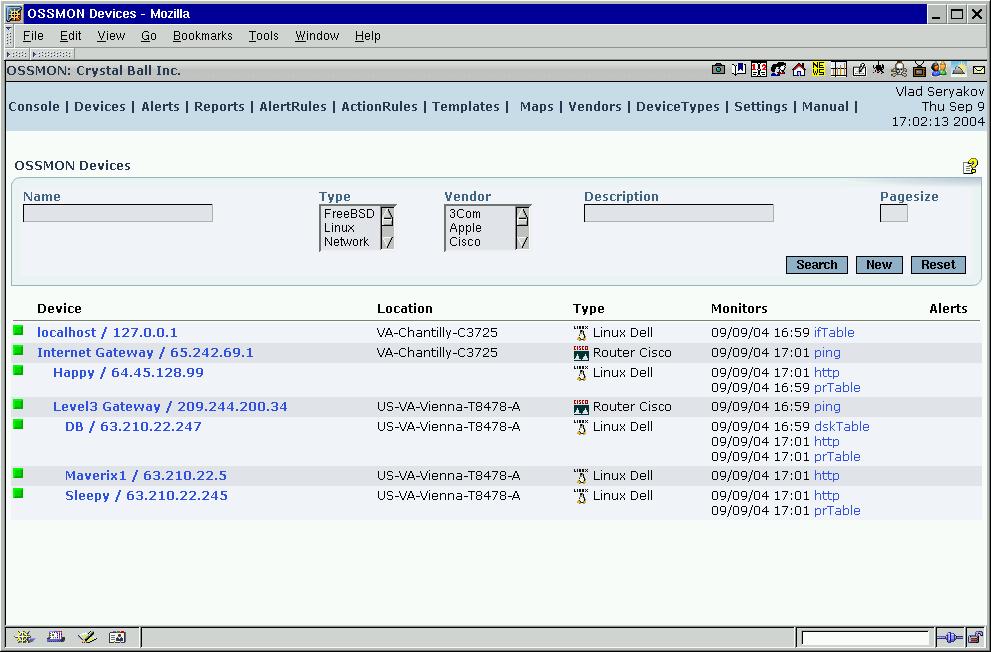 OSSMON Devices - Mozilla
File Edit View Go Bookmarks Tools Window Help
OSSMON: Crystal Ball Inc.
Console | Devices | Alerts | Reports | AlertRules | ActionRules | Templates | Maps | Vendors | DeviceTypes | Settings | Manual |
Vlad Seryakov
Thu Sep 9
17:02:13 2004
OSSMON Devices
Name Type Vendor Description Pagesize
FreeBSD 3Com
Linux Apple
Network Cisco
Search New Reset
Device Location Type Monitors Alerts
localhost / 127.0.0.1 VA-Chantilly-C3725 Linux Dell 09/09/04 16:59 ifTable
Internet Gateway / 65.242.69.1 VA-Chantilly-C3725 Router Cisco 09/09/04 17:01 ping
Happy / 64.45.128.99 Linux Dell 09/09/04 17:01 http
09/09/04 16:59 prTable
Level3 Gateway / 209.244.200.34 US-VA-Vienna-T8478-A Router Cisco 09/09/04 16:59 ping
DB / 63.210.22.247 US-VA-Vienna-T8478-A Linux Dell 09/09/04 16:59 dskTable
09/09/04 17:01 http
09/09/04 17:01 prTable
Maverix1 / 63.210.22.5 US-VA-Vienna-T8478-A Linux Dell 09/09/04 17:01 http
Sleepy / 63.210.22.245 US-VA-Vienna-T8478-A Linux Dell 09/09/04 17:01 http
09/09/04 17:01 prTable